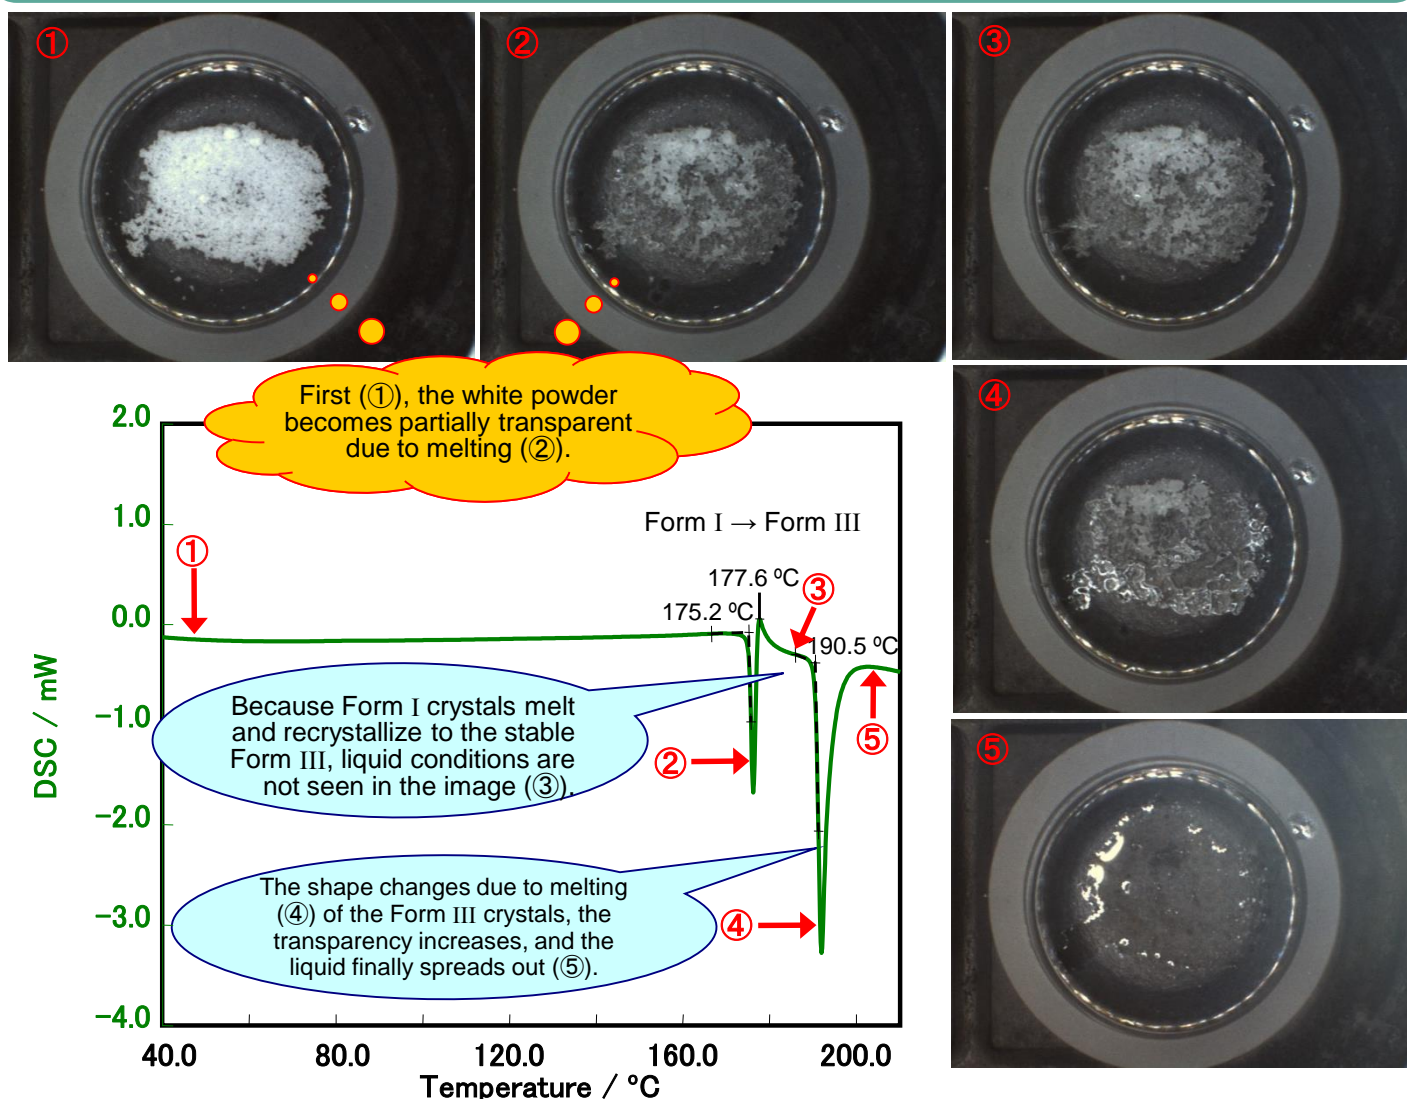 ①
②
③
First (①), the white powder
becomes partially transparent
due to melting (②).
④
2.0
1.0
0.0
−1.0
−2.0
−3.0
−4.0
DSC / mW
Form I → Form III
①
177.6 ºC
③
175.2 ºC
190.5 ºC
Because Form I crystals melt
and recrystallize to the stable
Form III, liquid conditions are
not seen in the image (③).
②
⑤
⑤
The shape changes due to melting
(④) of the Form III crystals, the
transparency increases, and the
liquid finally spreads out (⑤).
④
40.0 80.0 120.0 160.0 200.0
Temperature / ºC